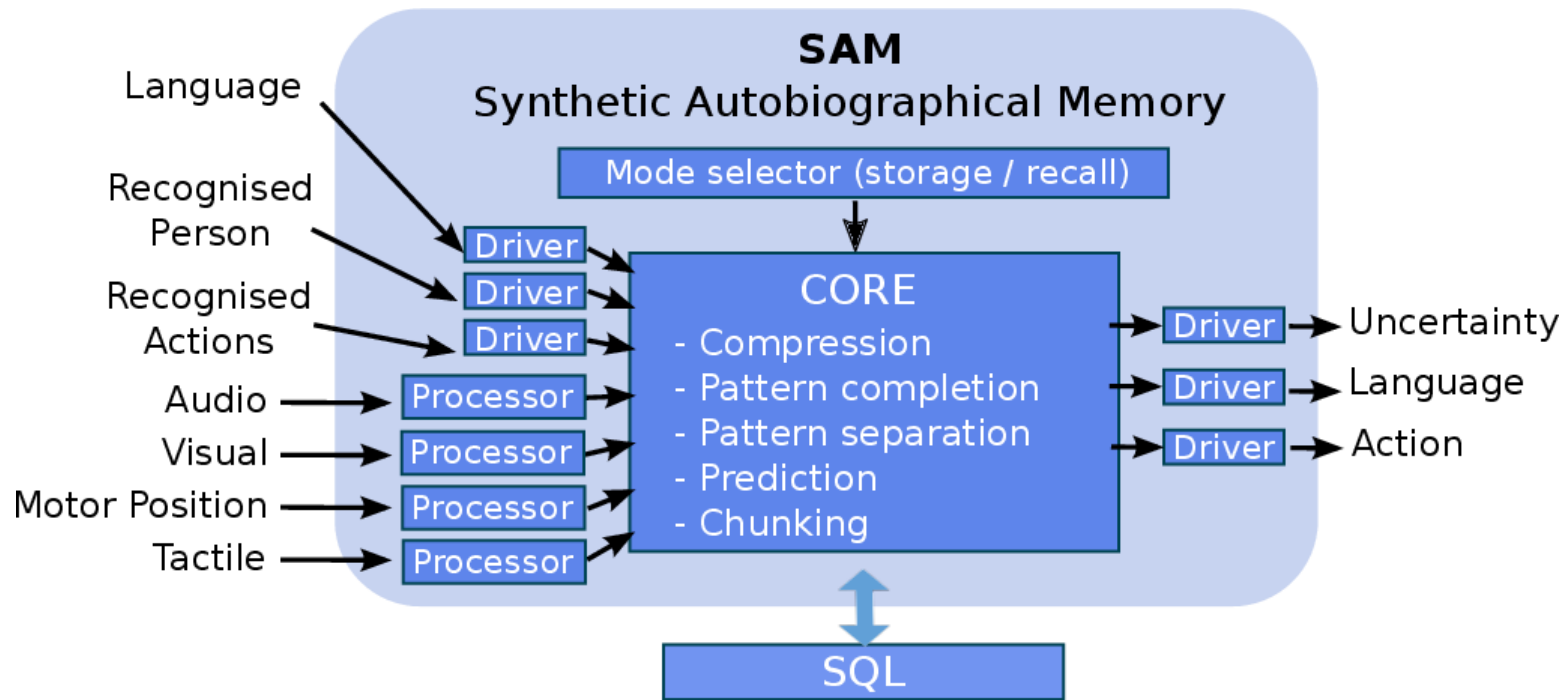 SAM
Synthetic Autobiographical Memory
Mode selector (storage / recall)
Language
Recognised
Person
Recognised
Actions
Audio
Visual
Motor Position
Tactile
Driver
Driver
Driver
Processor
Processor
Processor
Processor
CORE
- Compression
- Pattern completion
- Pattern separation
- Prediction
- Chunking
Driver
Driver
Driver
Uncertainty
Language
Action
SQL